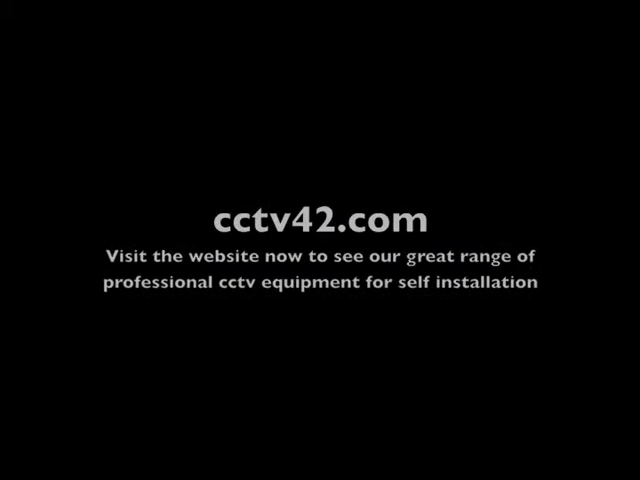 cctv42.com
Visit the website now to see our great range of
professional cctv equipment for self installation